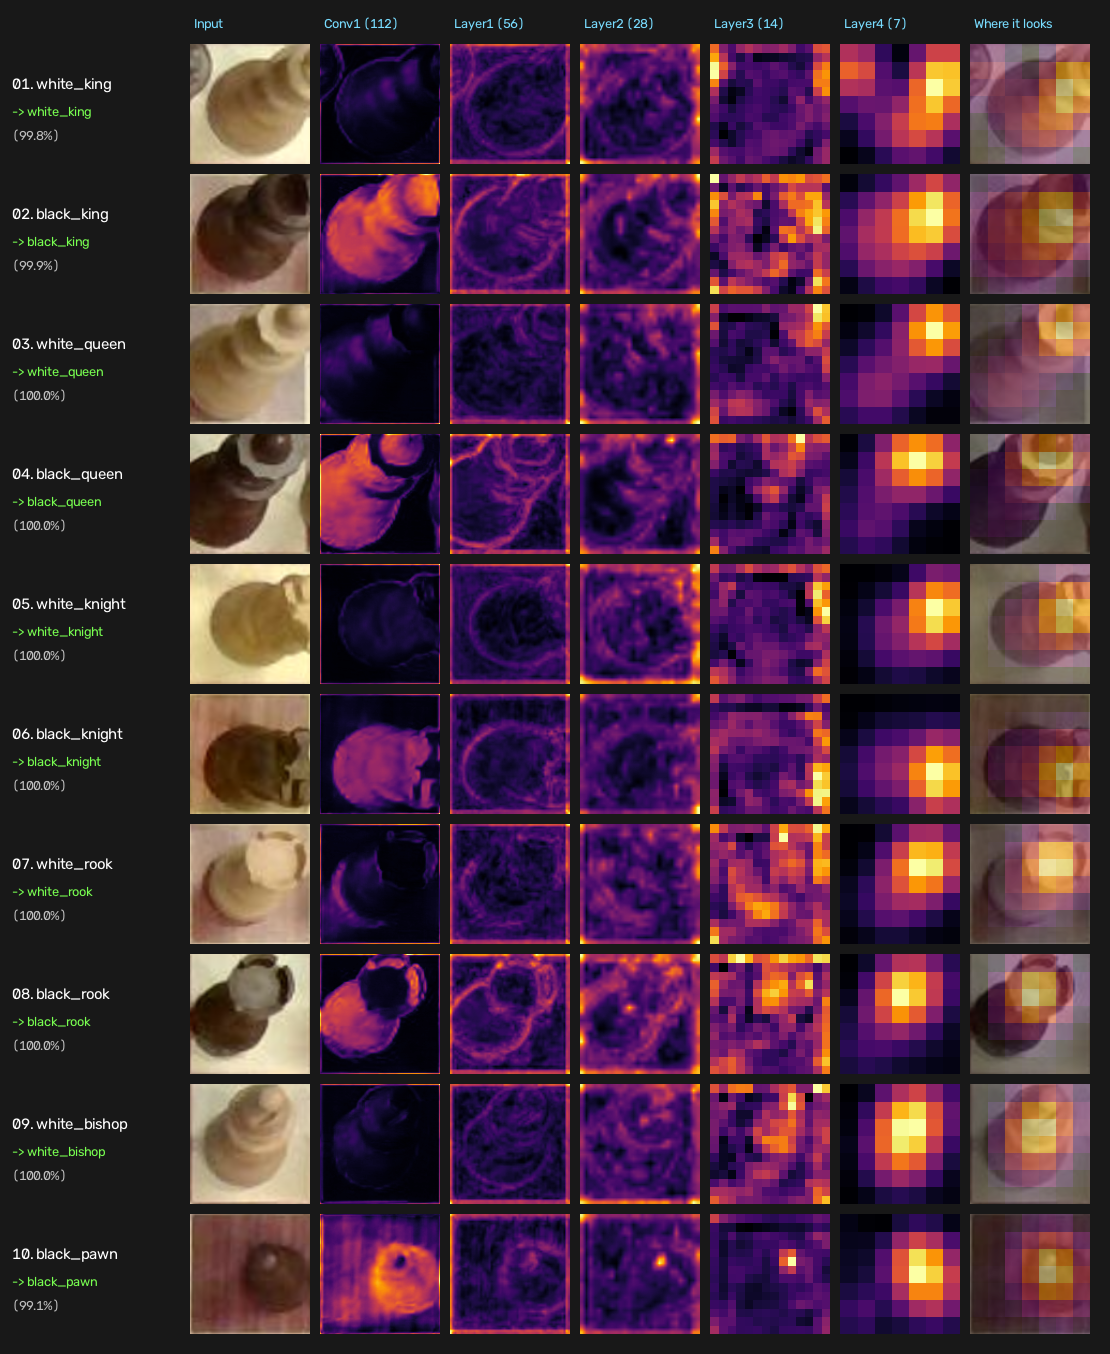 Input Conv1 (112) Layer1 (56) Layer2 (28) Layer3 (14) Layer4 (7) Where it looks
01. white_king
-> white_king
(99.8%)
02. black_king
-> black_king
(99.9%)
03. white_queen
-> white_queen
(100.0%)
04. black_queen
-> black_queen
(100.0%)
05. white_knight
-> white_knight
(100.0%)
06. black_knight
-> black_knight
(100.0%)
07. white_rook
-> white_rook
(100.0%)
08. black_rook
-> black_rook
(100.0%)
09. white_bishop
-> white_bishop
(100.0%)
10. black_pawn
-> black_pawn
(99.1%)